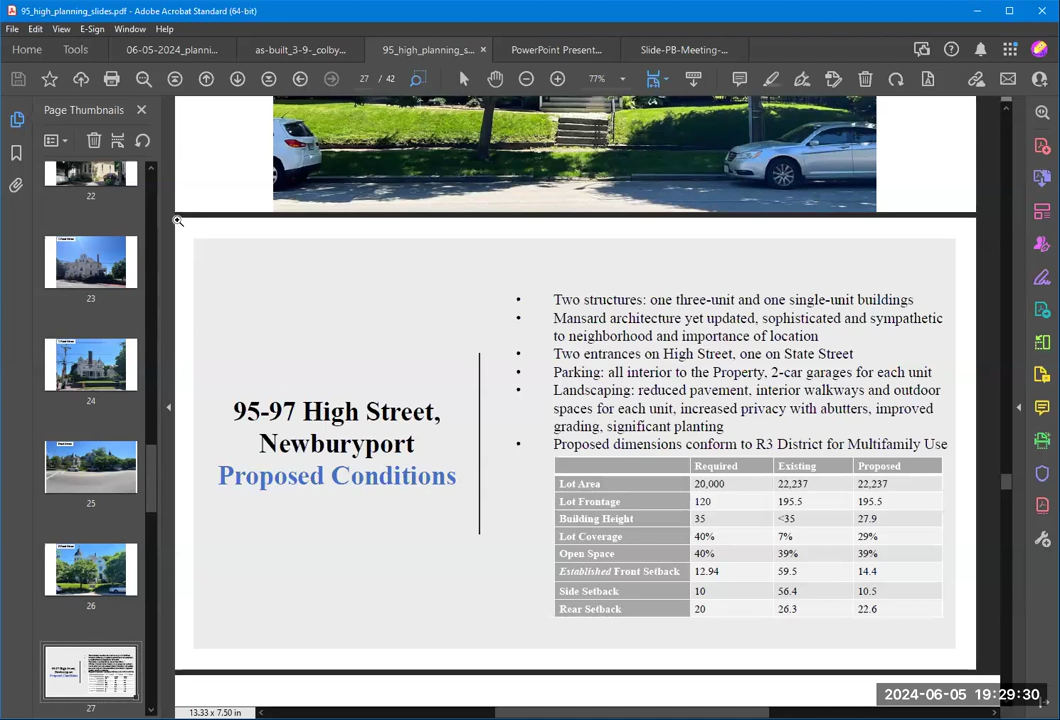 95_high_planning_slides.pdf - Adobe Acrobat Standard (64-bit)
File Edit View E-Sign Window Help
Home Tools 06-05-2024_planni... as-built_3-9-_colby... 95_high_planning_s... × PowerPoint Present... Slide-PB-Meeting-...
27 / 42 77%
Page Thumbnails
22
23
24
25
26
27
95-97 High Street,
Newburyport
Proposed Conditions
• Two structures: one three-unit and one single-unit buildings
• Mansard architecture yet updated, sophisticated and sympathetic
to neighborhood and importance of location
• Two entrances on High Street, one on State Street
• Parking: all interior to the Property, 2-car garages for each unit
• Landscaping: reduced pavement, interior walkways and outdoor
spaces for each unit, increased privacy with abutters, improved
grading, significant planting
• Proposed dimensions conform to R3 District for Multifamily Use
Required Existing Proposed
Lot Area 20,000 22,237 22,237
Lot Frontage 120 195.5 195.5
Building Height 35 <35 27.9
Lot Coverage 40% 7% 29%
Open Space 40% 39% 39%
Established Front Setback 12.94 59.5 14.4
Side Setback 10 56.4 10.5
Rear Setback 20 26.3 22.6
13.33 x 7.50 in
2024-06-05 19:29:30